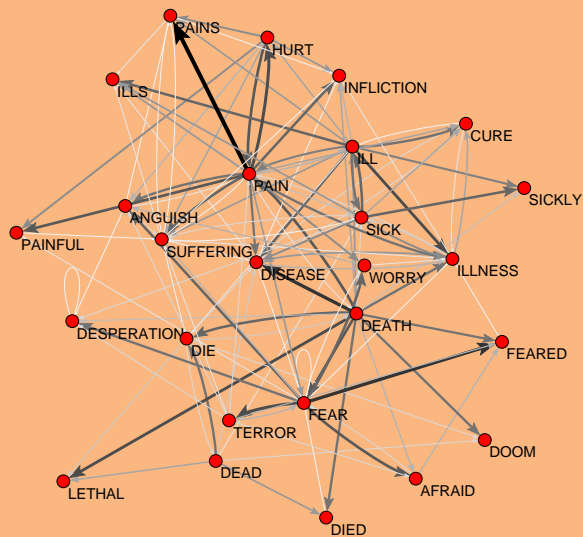 PAINS
HURT
INFLICTION
ILLS
CURE
ILL
PAIN
SICKLY
ANGUISH
SICK
PAINFUL
SUFFERING
DISEASE
WORRY
ILLNESS
DEATH
DESPERATION
DIE
FEARED
FEAR
TERROR
DOOM
DEAD
AFRAID
LETHAL
DIED